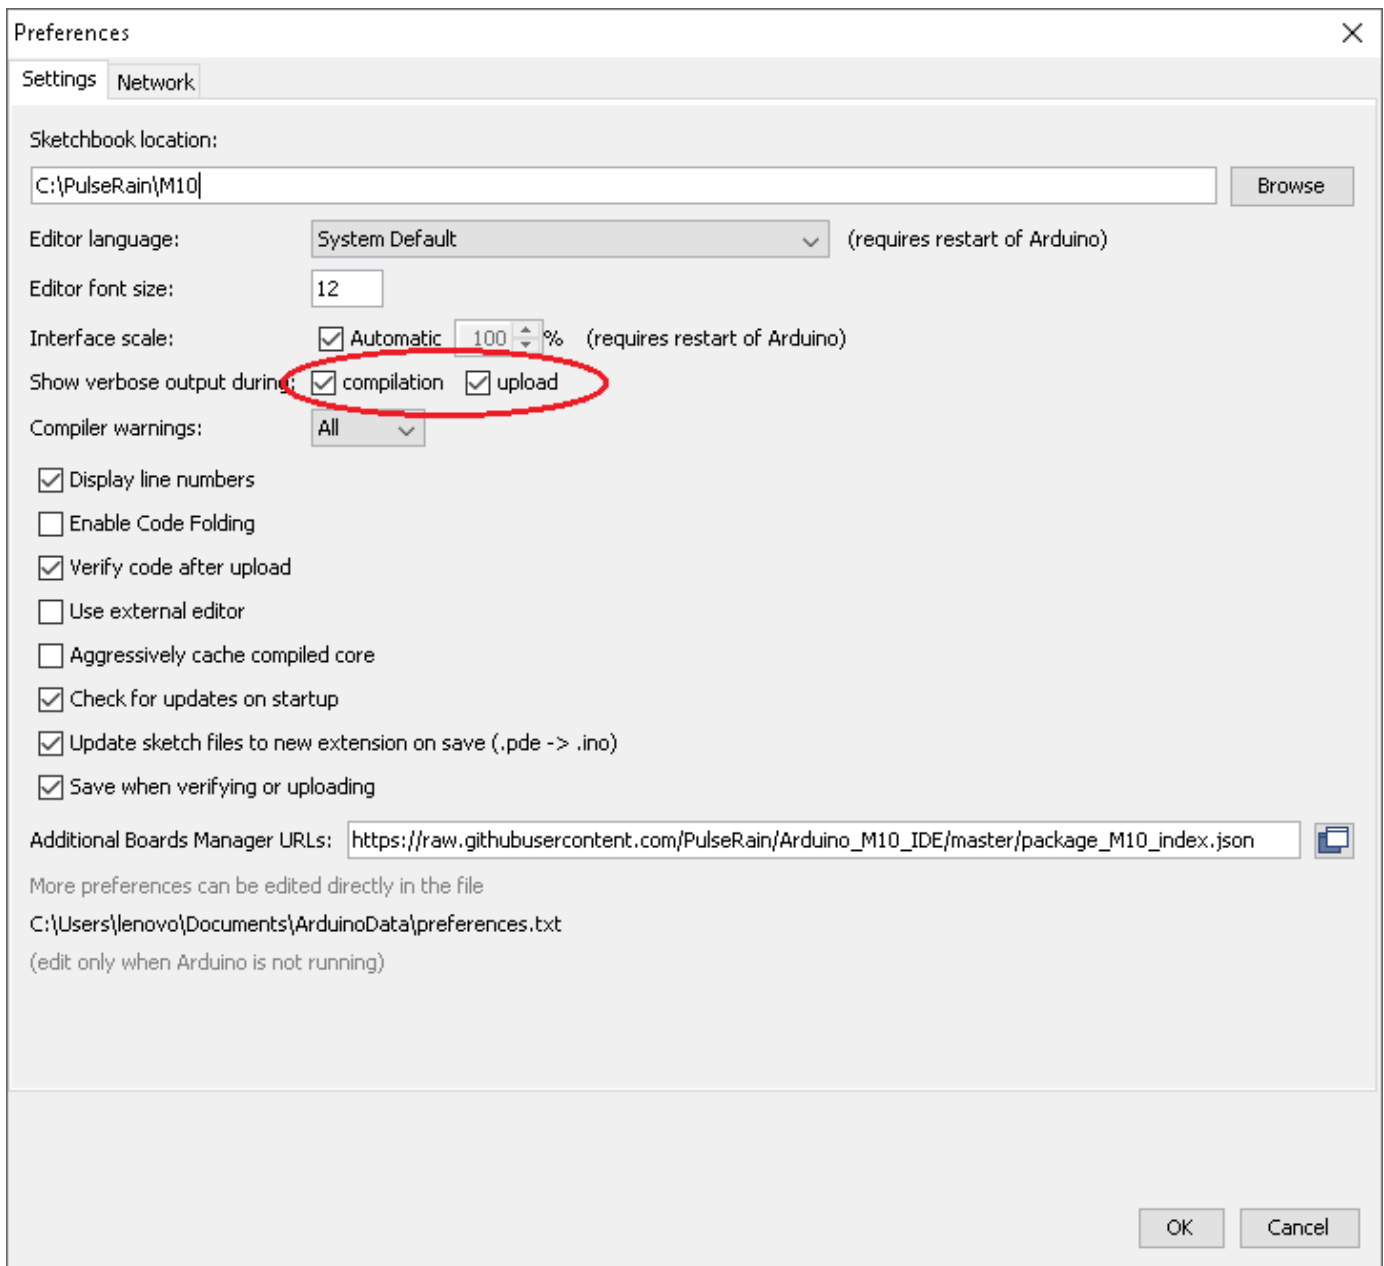 Preferences
Settings Network
Sketchbook location:
C:\PulseRain\M10 Browse
Editor language: System Default (requires restart of Arduino)
Editor font size: 12
Interface scale: Automatic 100 % (requires restart of Arduino)
Show verbose output during: compilation upload
Compiler warnings: All
Display line numbers
Enable Code Folding
Verify code after upload
Use external editor
Aggressively cache compiled core
Check for updates on startup
Update sketch files to new extension on save (.pde -> .ino)
Save when verifying or uploading
Additional Boards Manager URLs: https://raw.githubusercontent.com/PulseRain/Arduino_M10_IDE/master/package_M10_index.json
More preferences can be edited directly in the file
C:\Users\lenovo\Documents\ArduinoData\preferences.txt
(edit only when Arduino is not running)
OK Cancel